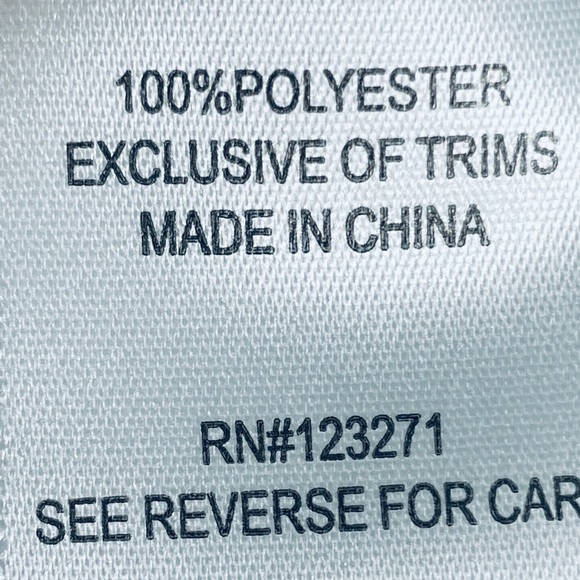 100%POLYESTER
EXCLUSIVE OF TRIMS
MADE IN CHINA
RN#123271
SEE REVERSE FOR CAR